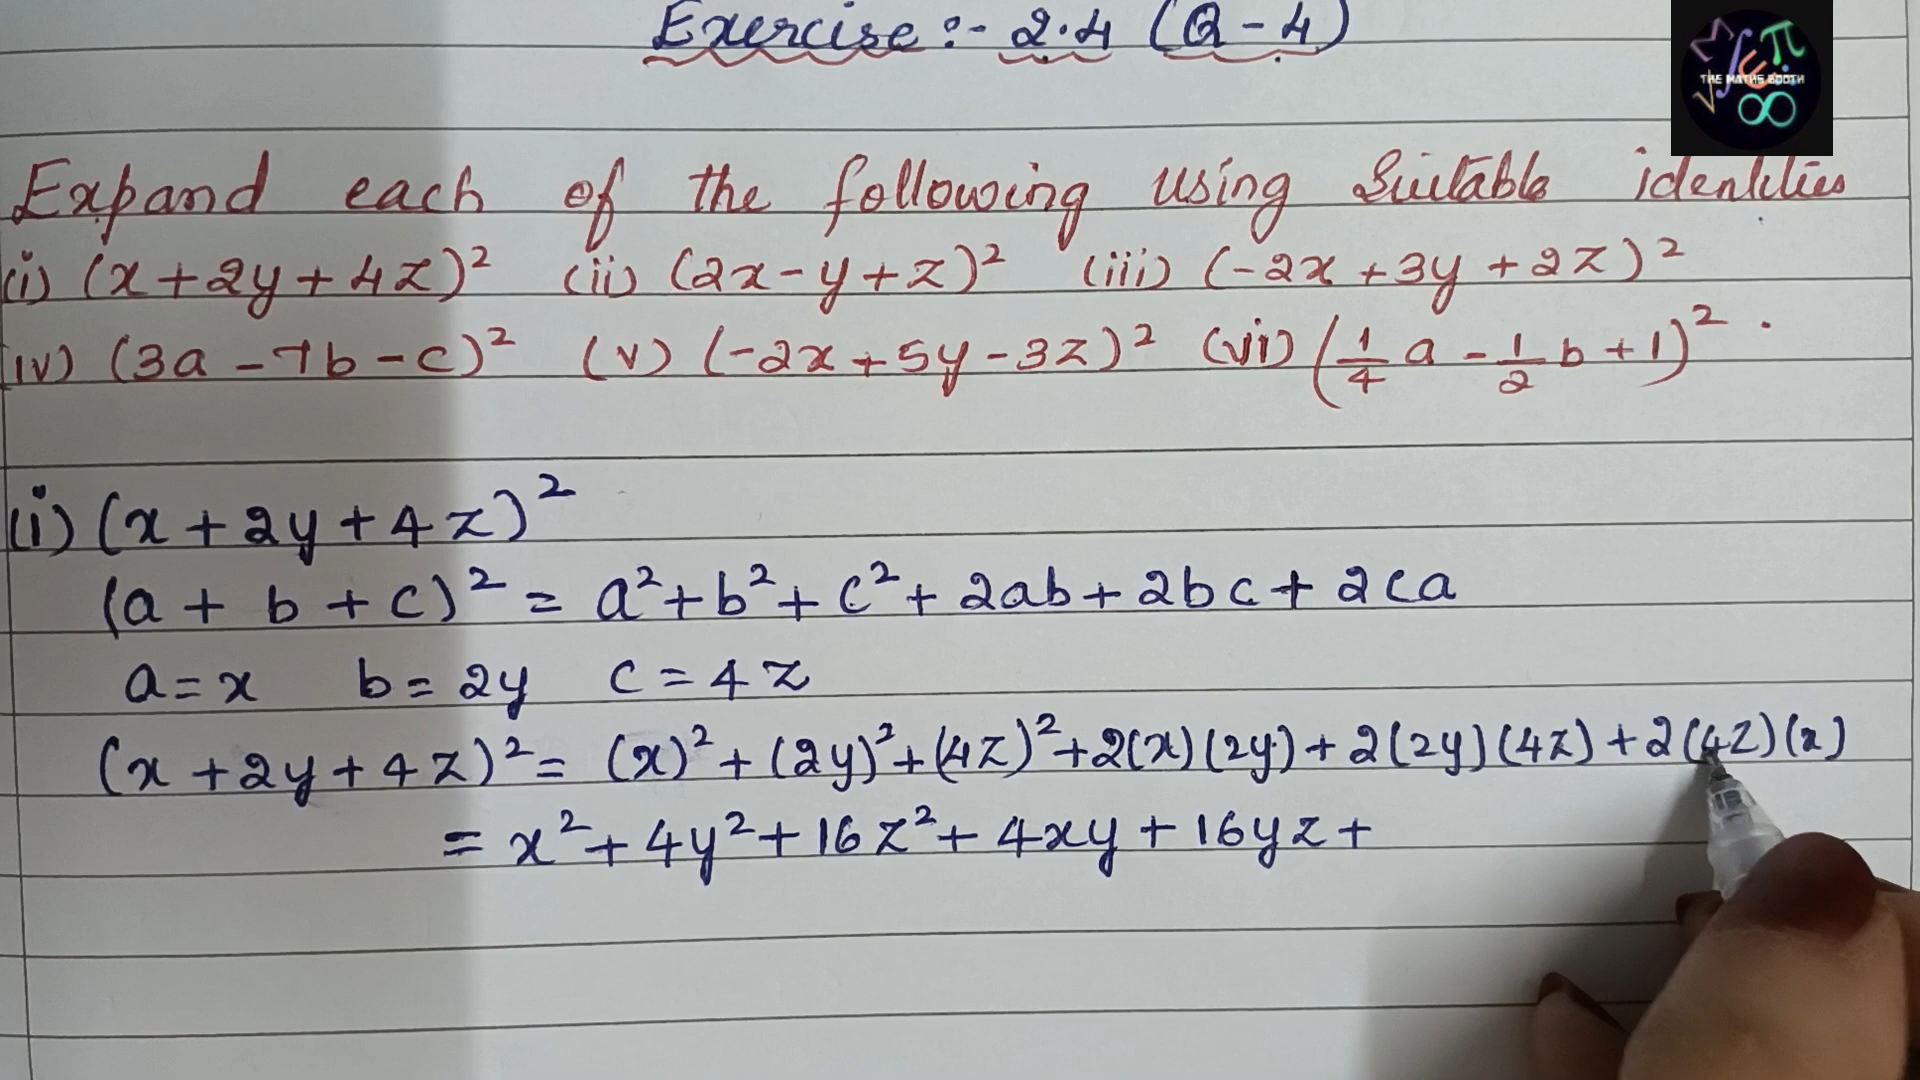 Exercise :- 2.4 (Q-4)
THE MATHS BOOTH
Expand each of the following using Suitable identities
(i) (x+2y+4z)² (ii) (2x-y+z)² (iii) (-2x+3y+2z)²
iv) (3a-7b-c)² (v) (-2x+5y-3z)² (vi) (1/4 a - 1/2 b+1)².
(i) (x+2y+4z)²
(a + b + c)² = a²+b²+c²+2ab+2bc+2ca
a=x b=2y c=4z
(x+2y+4z)² = (x)²+(2y)²+(4z)²+2(x)(2y)+2(2y)(4z)+2(4z)(x)
= x²+4y²+16z²+4xy+16yz+